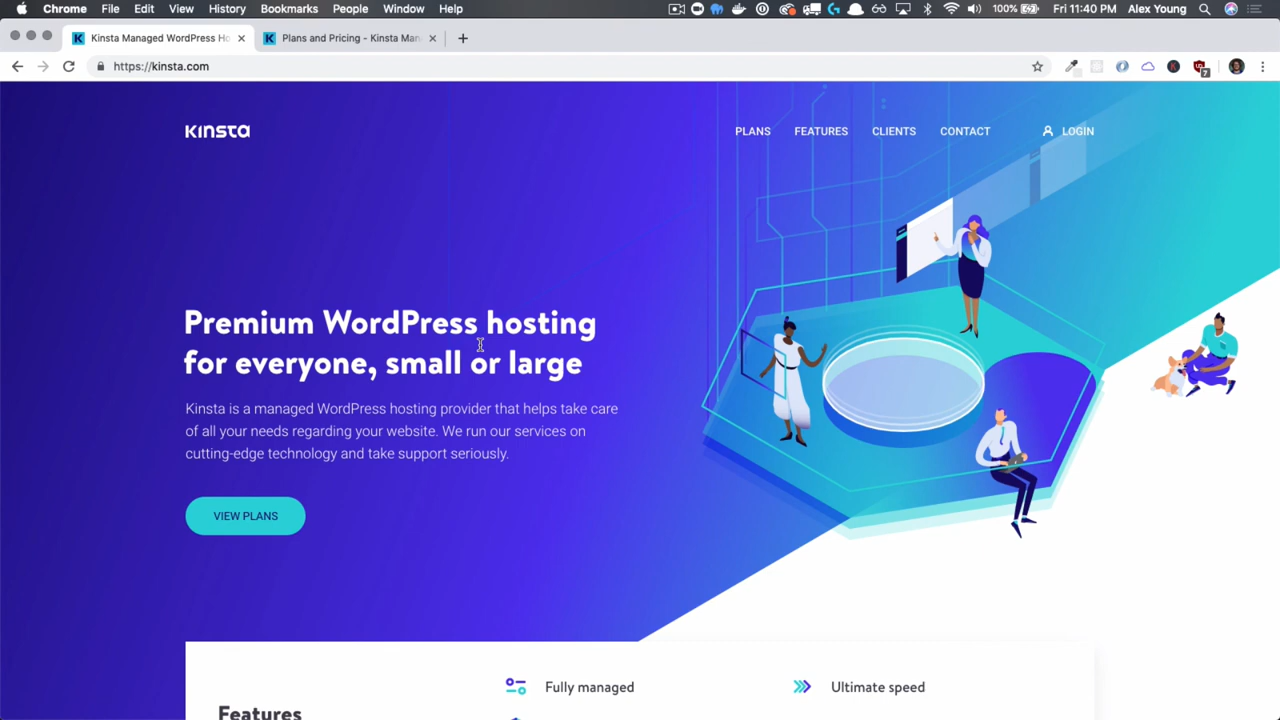 Chrome File Edit View History Bookmarks People Window Help 100% Fri 11:40 PM Alex Young
Kinsta Managed WordPress Ho Plans and Pricing - Kinsta Man
https://kinsta.com 7
KINSTA PLANS FEATURES CLIENTS CONTACT LOGIN
Premium WordPress hosting
for everyone, small or large
Kinsta is a managed WordPress hosting provider that helps take care
of all your needs regarding your website. We run our services on
cutting-edge technology and take support seriously.
VIEW PLANS
Fully managed Ultimate speed
Features